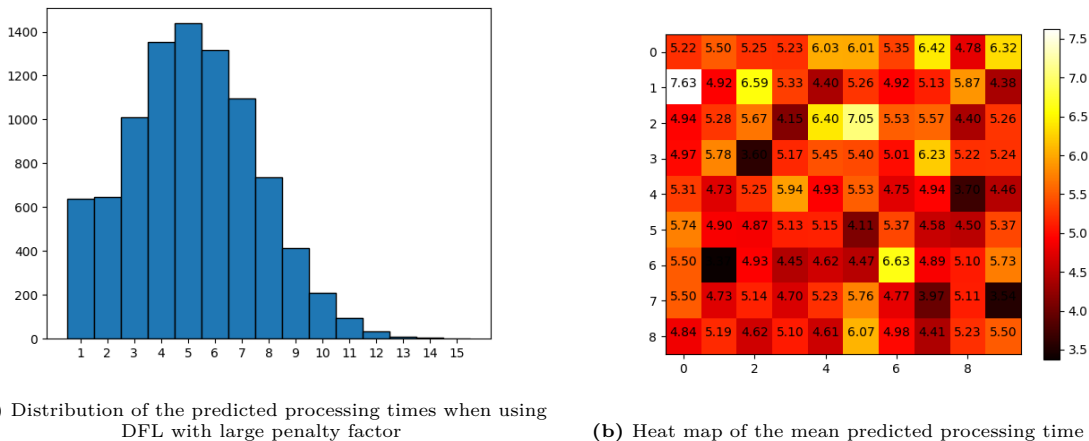 1400
1200
1000
800
600
400
200
0
1 2 3 4 5 6 7 8 9 10 11 12 13 14 15
) Distribution of the predicted processing times when using
DFL with large penalty factor
0 5.22 5.50 5.25 5.23 6.03 6.01 5.35 6.42 4.78 6.32
1 7.63 4.92 6.59 5.33 4.40 5.26 4.92 5.13 5.87 4.38
2 4.94 5.28 5.67 4.15 6.40 7.05 5.53 5.57 4.40 5.26
3 4.97 5.78 3.60 5.17 5.45 5.40 5.01 6.23 5.22 5.24
4 5.31 4.73 5.25 5.94 4.93 5.53 4.75 4.94 3.70 4.46
5 5.74 4.90 4.87 5.13 5.15 4.11 5.37 4.58 4.50 5.37
6 5.50 4.93 4.45 4.62 4.47 6.63 4.89 5.10 5.73
7 5.50 4.73 5.14 4.70 5.23 5.76 4.77 3.97 5.11 3.54
8 4.84 5.19 4.62 5.10 4.61 6.07 4.98 4.41 5.23 5.50
0 2 4 6 8
7.5
7.0
6.5
6.0
5.5
5.0
4.5
4.0
3.5
(b) Heat map of the mean predicted processing time